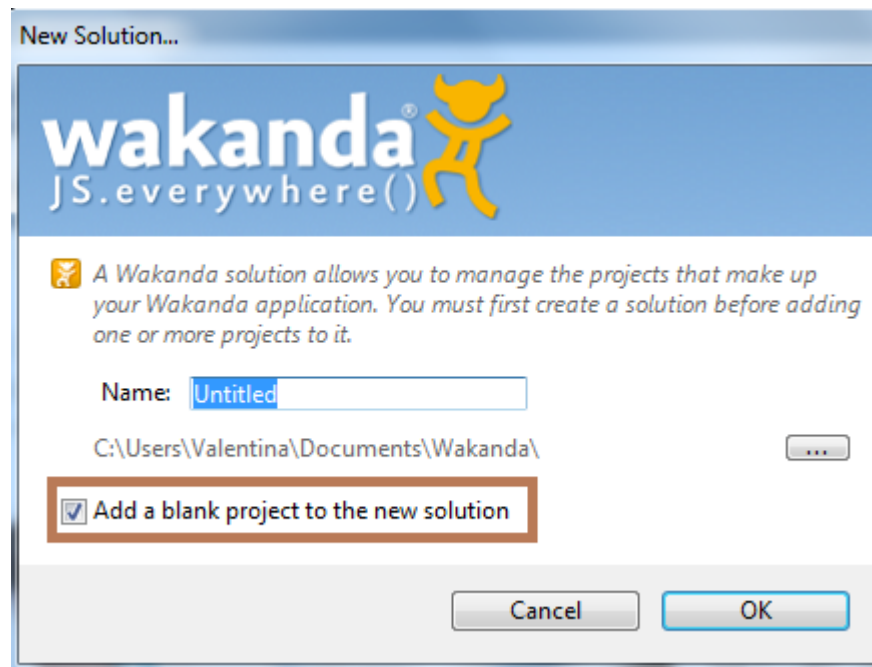 New Solution...
wakanda®
JS.everywhere()
A Wakanda solution allows you to manage the projects that make up
your Wakanda application. You must first create a solution before adding
one or more projects to it.
Name: Untitled
C:\Users\Valentina\Documents\Wakanda\ ...
Add a blank project to the new solution
Cancel OK